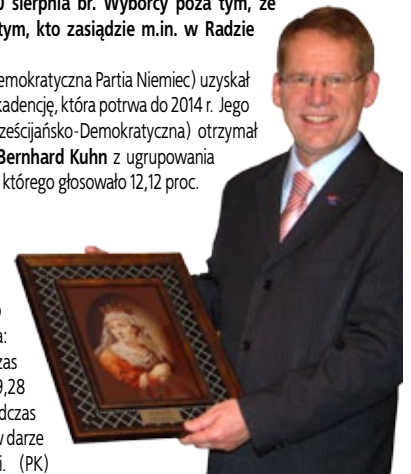 sierpnia br. Wyborcy poza tym, że
tym, kto zasiądzie m.in. w Radzie
emokratyczna Partia Niemiec) uzyskał
kadencję, która potrwa do 2014 r. Jego
ześcijańsko-Demokratyczna) otrzymał
Bernhard Kuhn z ugrupowania
którego głosowało 12,12 proc.
a:
zas
9,28
dczas
w darze
i. (PK)